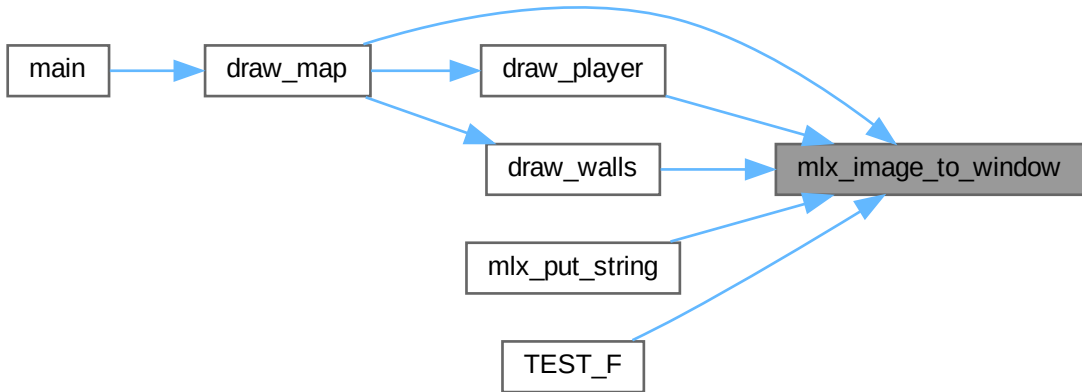 main
draw_map
draw_player
draw_walls
mlx_image_to_window
mlx_put_string
TEST_F